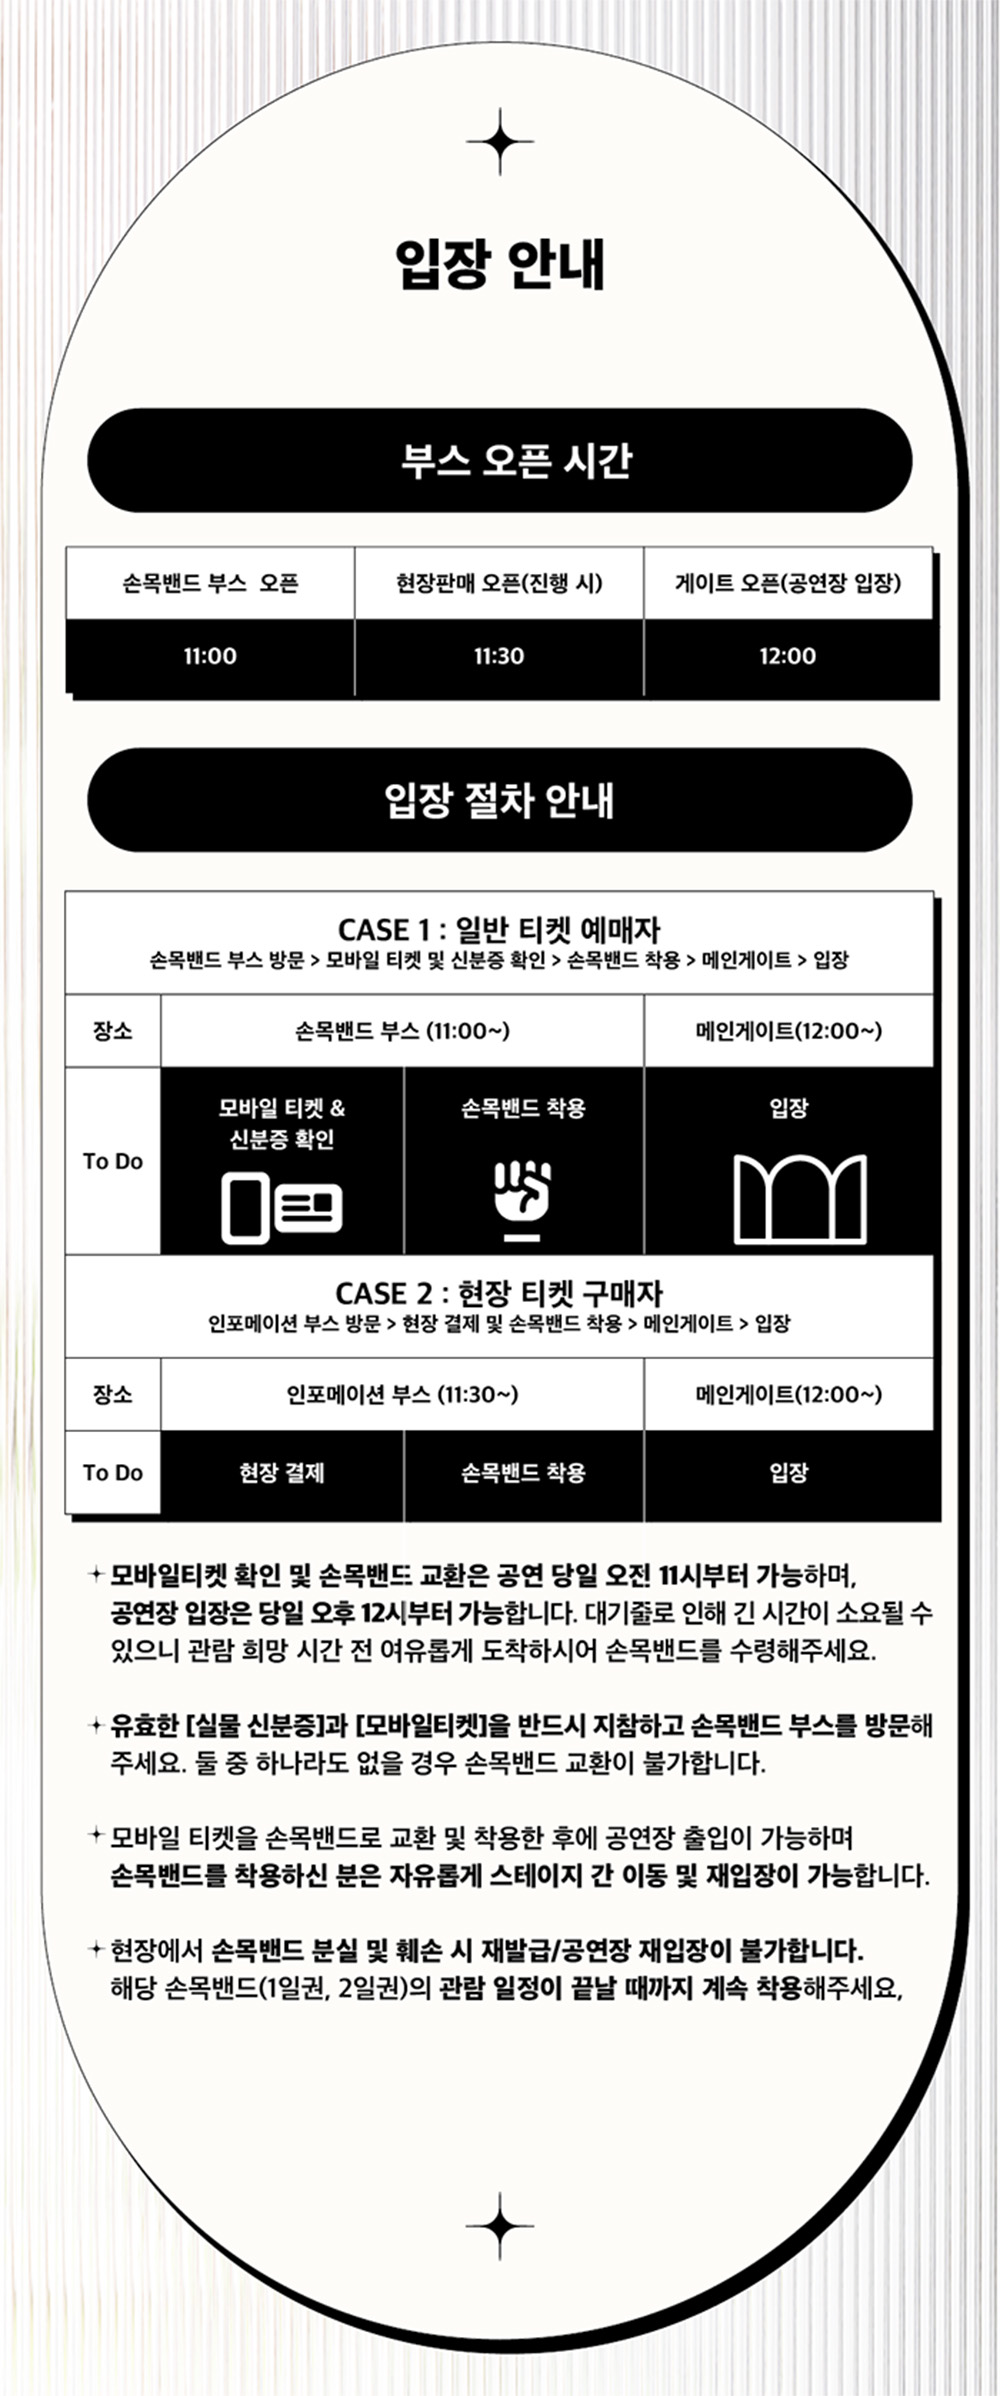 입장 안내
부스 오픈 시간
손목밴드 부스 오픈
현장판매 오픈(진행 시)
게이트 오픈(공연장 입장)
11:00
11:30
12:00
입장 절차 안내
CASE 1 : 일반 티켓 예매자
손목밴드 부스 방문 > 모바일 티켓 및 신분증 확인 > 손목밴드 착용 > 메인게이트 > 입장
장소
손목밴드 부스 (11:00~)
메인게이트(12:00~)
To Do
모바일 티켓 &
신분증 확인
손목밴드 착용
입장
CASE 2 : 현장 티켓 구매자
인포메이션 부스 방문 > 현장 결제 및 손목밴드 착용 > 메인게이트 > 입장
장소
인포메이션 부스 (11:30~)
메인게이트(12:00~)
To Do
현장 결제
손목밴드 착용
입장
모바일티켓 확인 및 손목밴드 교환은 공연 당일 오전 11시부터 가능하며,
공연장 입장은 당일 오후 12시부터 가능합니다. 대기줄로 인해 긴 시간이 소요될 수
있으니 관람 희망 시간 전 여유롭게 도착하시어 손목밴드를 수령해주세요.
유효한 [실물 신분증]과 [모바일티켓]을 반드시 지참하고 손목밴드 부스를 방문해
주세요. 둘 중 하나라도 없을 경우 손목밴드 교환이 불가합니다.
모바일 티켓을 손목밴드로 교환 및 착용한 후에 공연장 출입이 가능하며
손목밴드를 착용하신 분은 자유롭게 스테이지 간 이동 및 재입장이 가능합니다.
현장에서 손목밴드 분실 및 훼손 시 재발급/공연장 재입장이 불가합니다.
해당 손목밴드(1일권, 2일권)의 관람 일정이 끝날 때까지 계속 착용해주세요,